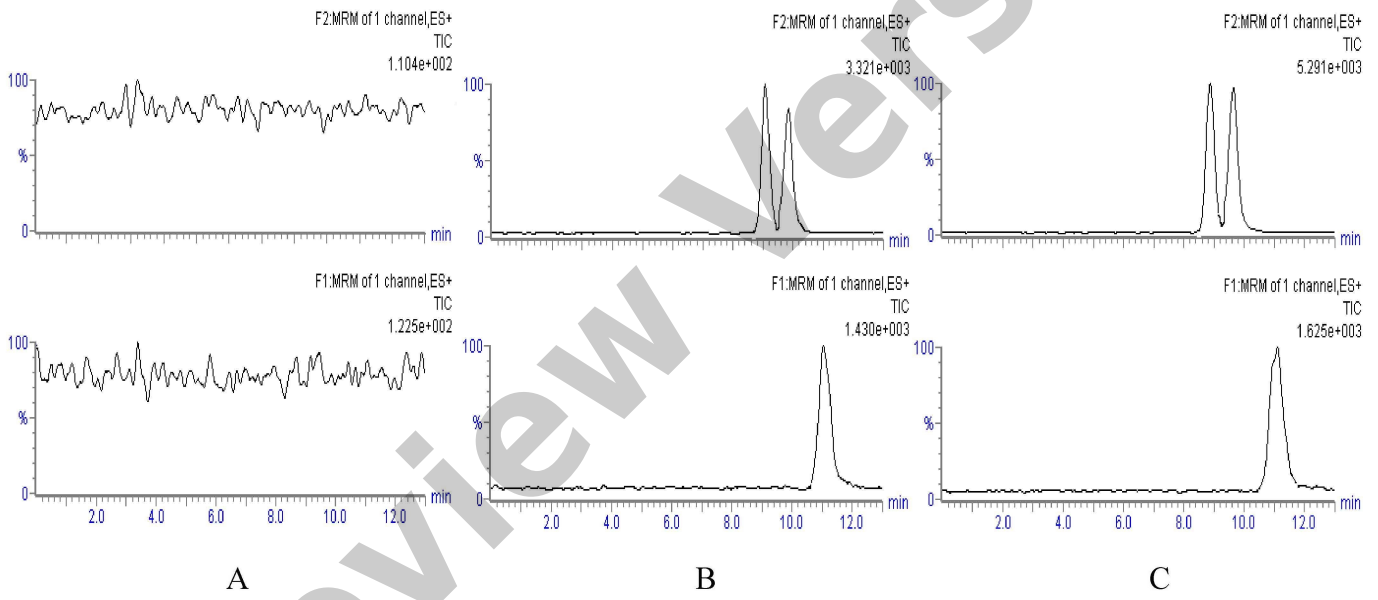 F2:MRM of 1 channel,ES+
TIC
1.104e+002
100
%
0
min
F1:MRM of 1 channel,ES+
TIC
1.225e+002
100
%
0
min
2.0 4.0 6.0 8.0 10.0 12.0
A
F2:MRM of 1 channel,ES+
TIC
3.321e+003
100
%
0
min
F1:MRM of 1 channel,ES+
TIC
1.430e+003
100
%
0
min
2.0 4.0 6.0 8.0 10.0 12.0
B
F2:MRM of 1 channel,ES+
TIC
5.291e+003
100
%
0
min
F1:MRM of 1 channel,ES+
TIC
1.625e+003
100
%
0
min
2.0 4.0 6.0 8.0 10.0 12.0
C
eview Vers